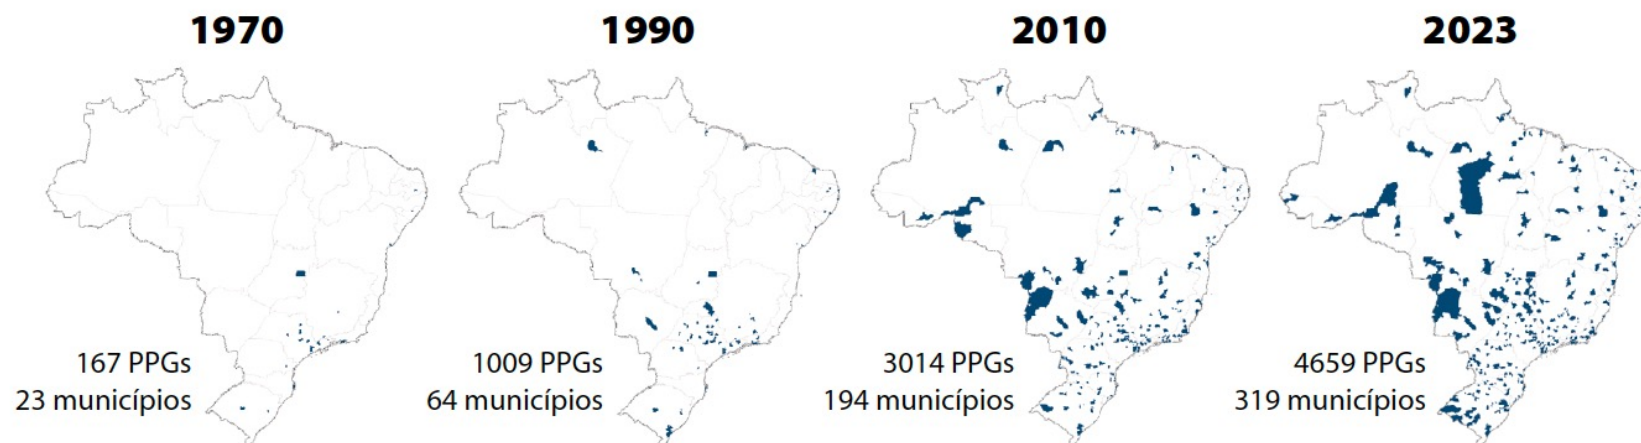 1970
167 PPGs
23 municípios
1990
1009 PPGs
64 municípios
2010
3014 PPGs
194 municípios
2023
4659 PPGs
319 municípios